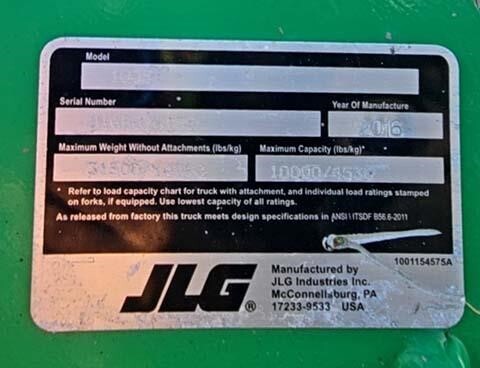 Model
Serial Number
Year Of Manufacture
2016
Maximum Weight Without Attachments (lbs/kg)
Maximum Capacity (lbs/kg)*
31500
10000/453
* Refer to load capacity chart for truck with attachment, and individual load ratings stamped
on forks, if equipped. Use lowest capacity of all ratings.
As released from factory this truck meets design specifications in ANSI \ ITSDF B56.6-2011
1001154575A
JLG®
Manufactured by
JLG Industries Inc.
McConnellsburg, PA
17233-9533 USA